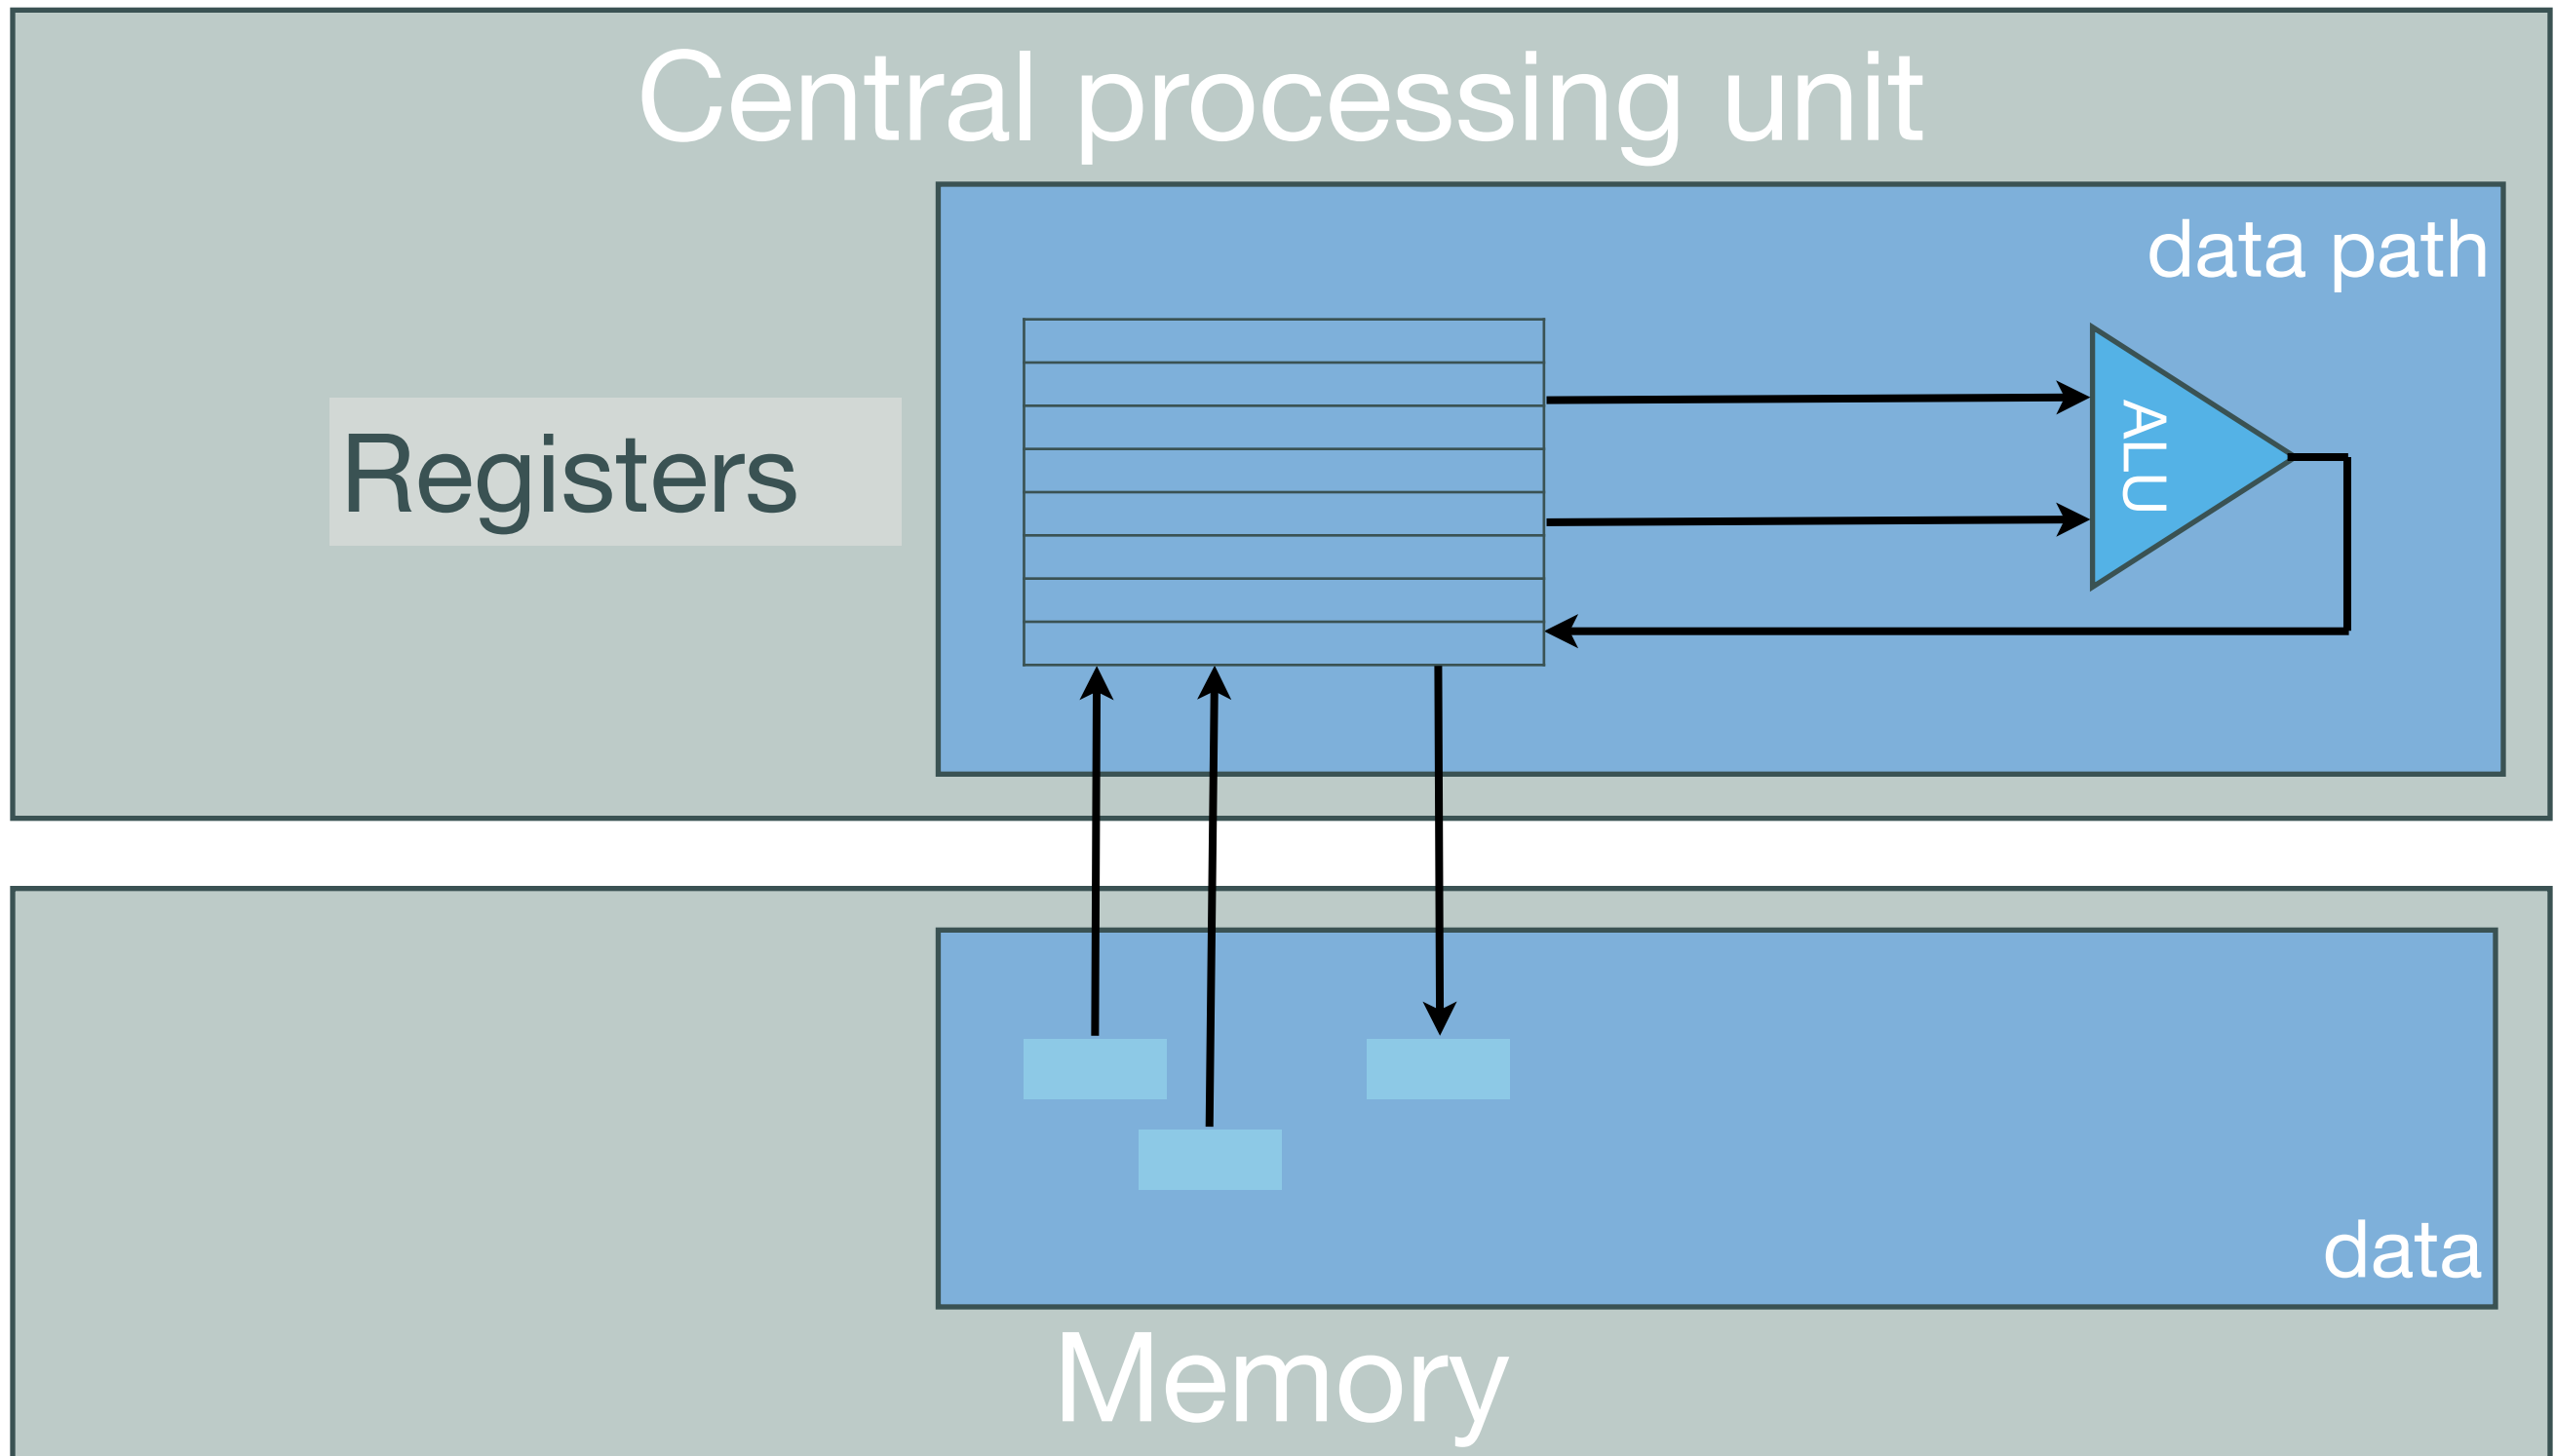 Central processing unit
data path
Registers
ALU
data
Memory